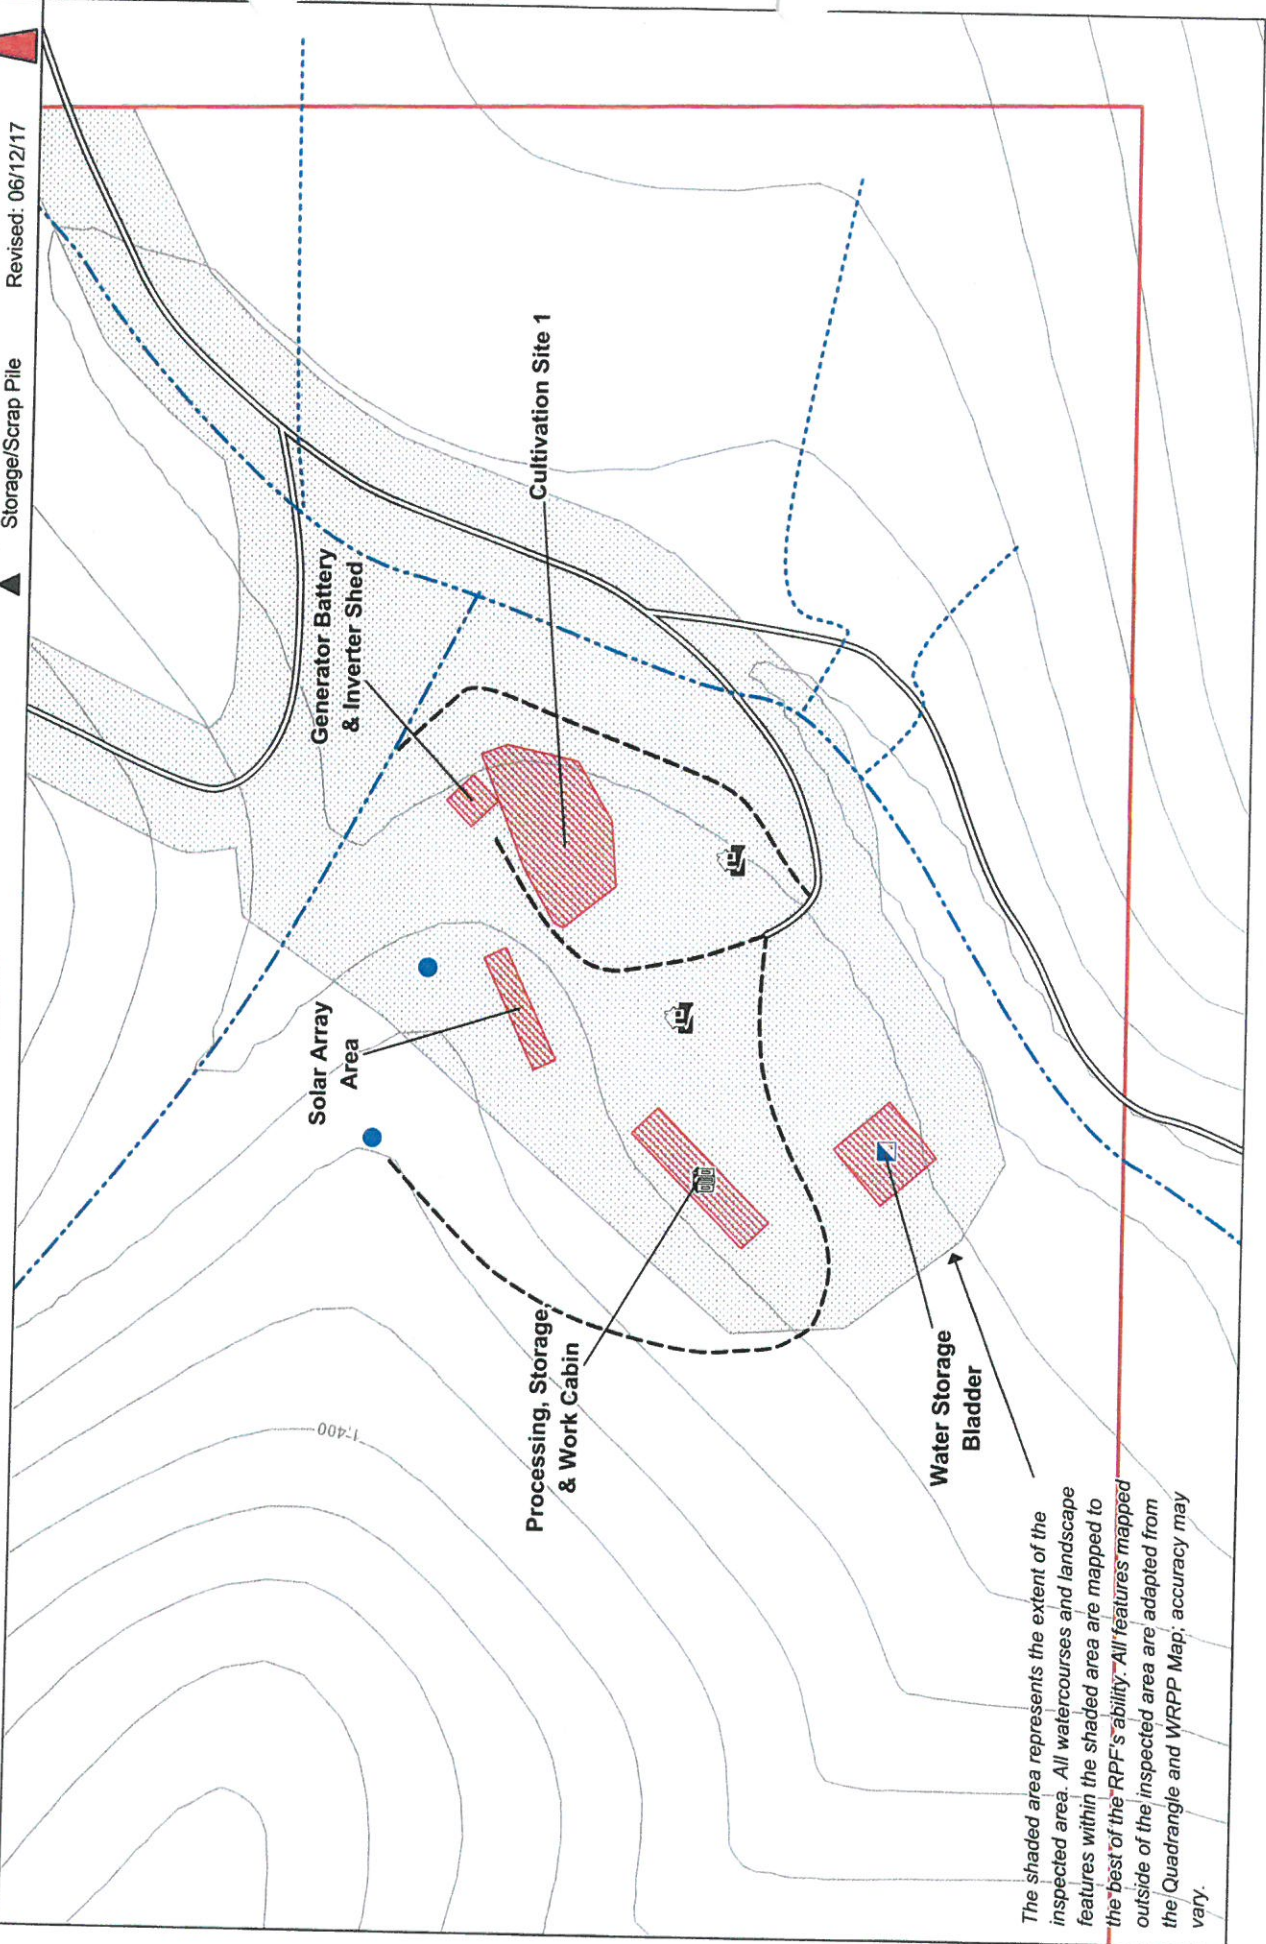 Storage/Scrap Pile
Revised: 06/12/17
Generator Battery
& Inverter Shed
Cultivation Site 1
Solar Array
Area
Processing, Storage,
& Work Cabin
Water Storage
Bladder
1,400
The shaded area represents the extent of the
inspected area. All watercourses and landscape
features within the shaded area are mapped to
the best of the RPF's ability. All features mapped
outside of the inspected area are adapted from
the Quadrangle and WRPP Map; accuracy may
vary.